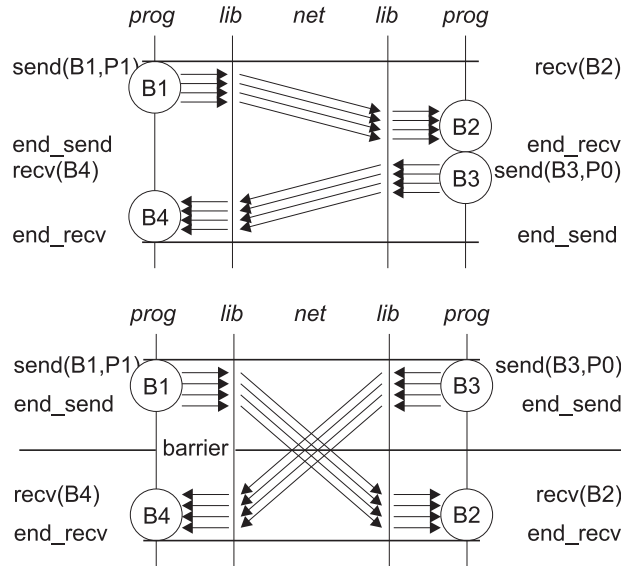 prog lib net lib prog
send(B1,P1) recv(B2)
B1
B2
end_send end_recv
recv(B4) send(B3,P0)
B3
B4
end_recv end_send
prog lib net lib prog
send(B1,P1) send(B3,P0)
B1 B3
end_send end_send
barrier
recv(B4) recv(B2)
B4 B2
end_recv end_recv